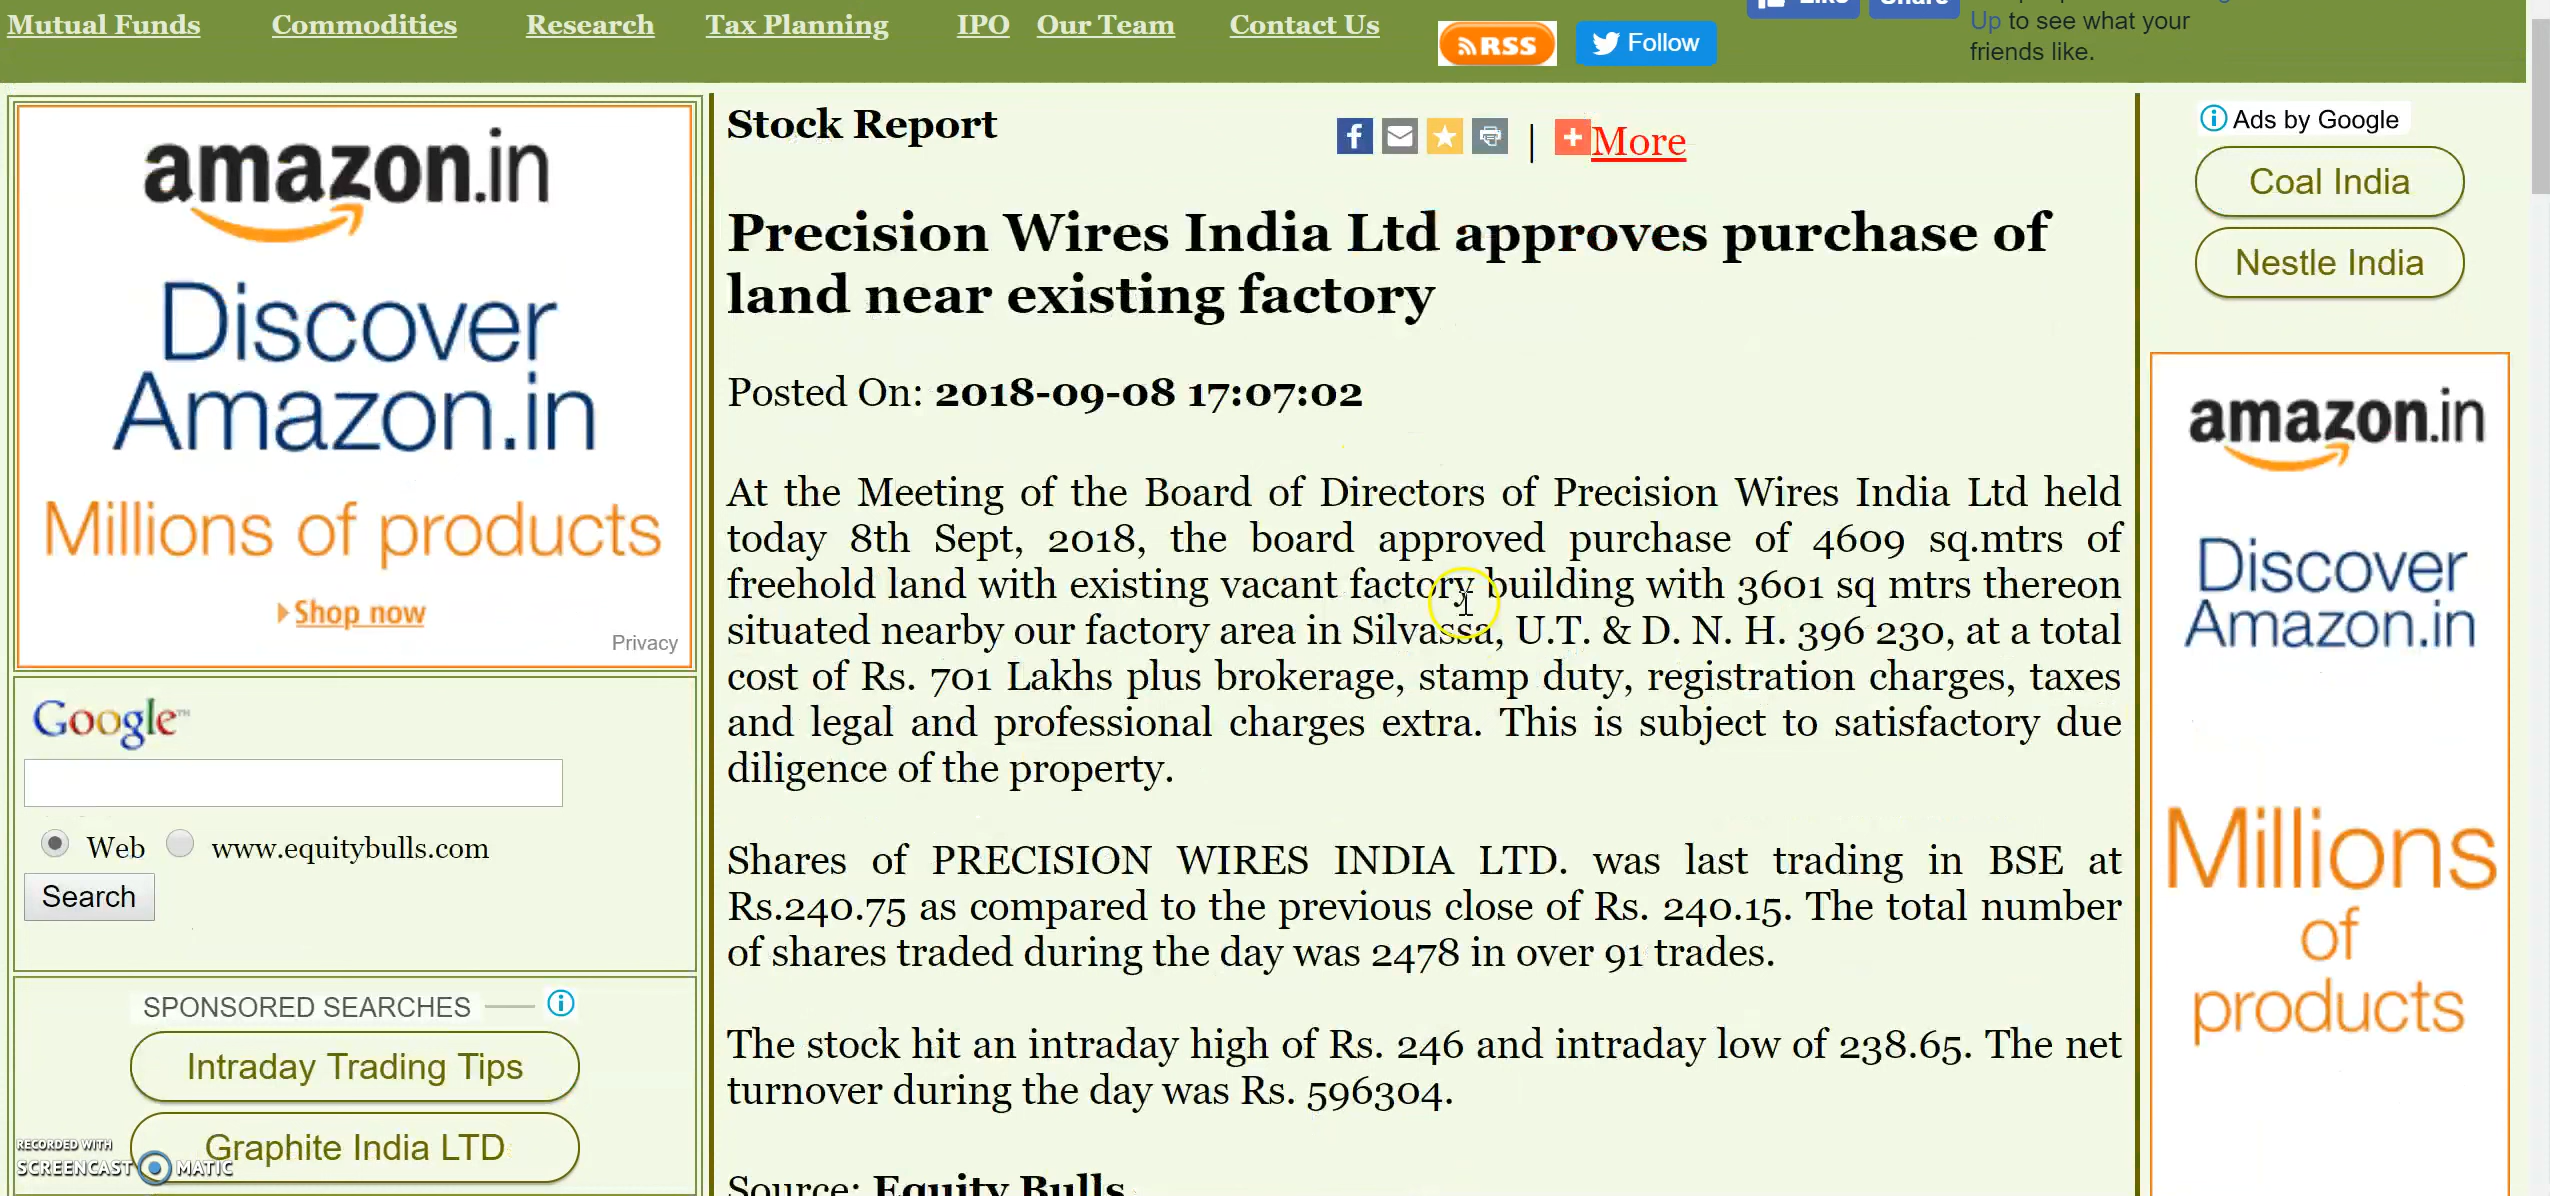 Mutual Funds Commodities Research Tax Planning IPO Our Team Contact Us
RSS Follow
Like Share
Up to see what your
friends like.
amazon.in
Discover
Amazon.in
Millions of products
Shop now
Privacy
Google™
Web www.equitybulls.com
Search
SPONSORED SEARCHES
Intraday Trading Tips
Graphite India LTD
RECORDED WITH
SCREENCAST MATIC
Stock Report
| More
Precision Wires India Ltd approves purchase of
land near existing factory
Posted On: 2018-09-08 17:07:02
At the Meeting of the Board of Directors of Precision Wires India Ltd held
today 8th Sept, 2018, the board approved purchase of 4609 sq.mtrs of
freehold land with existing vacant factory building with 3601 sq mtrs thereon
situated nearby our factory area in Silvassa, U.T. & D. N. H. 396 230, at a total
cost of Rs. 701 Lakhs plus brokerage, stamp duty, registration charges, taxes
and legal and professional charges extra. This is subject to satisfactory due
diligence of the property.
Shares of PRECISION WIRES INDIA LTD. was last trading in BSE at
Rs.240.75 as compared to the previous close of Rs. 240.15. The total number
of shares traded during the day was 2478 in over 91 trades.
The stock hit an intraday high of Rs. 246 and intraday low of 238.65. The net
turnover during the day was Rs. 596304.
Source: Equity Bulls
Ads by Google
Coal India
Nestle India
amazon.in
Discover
Amazon.in
Millions
of
products